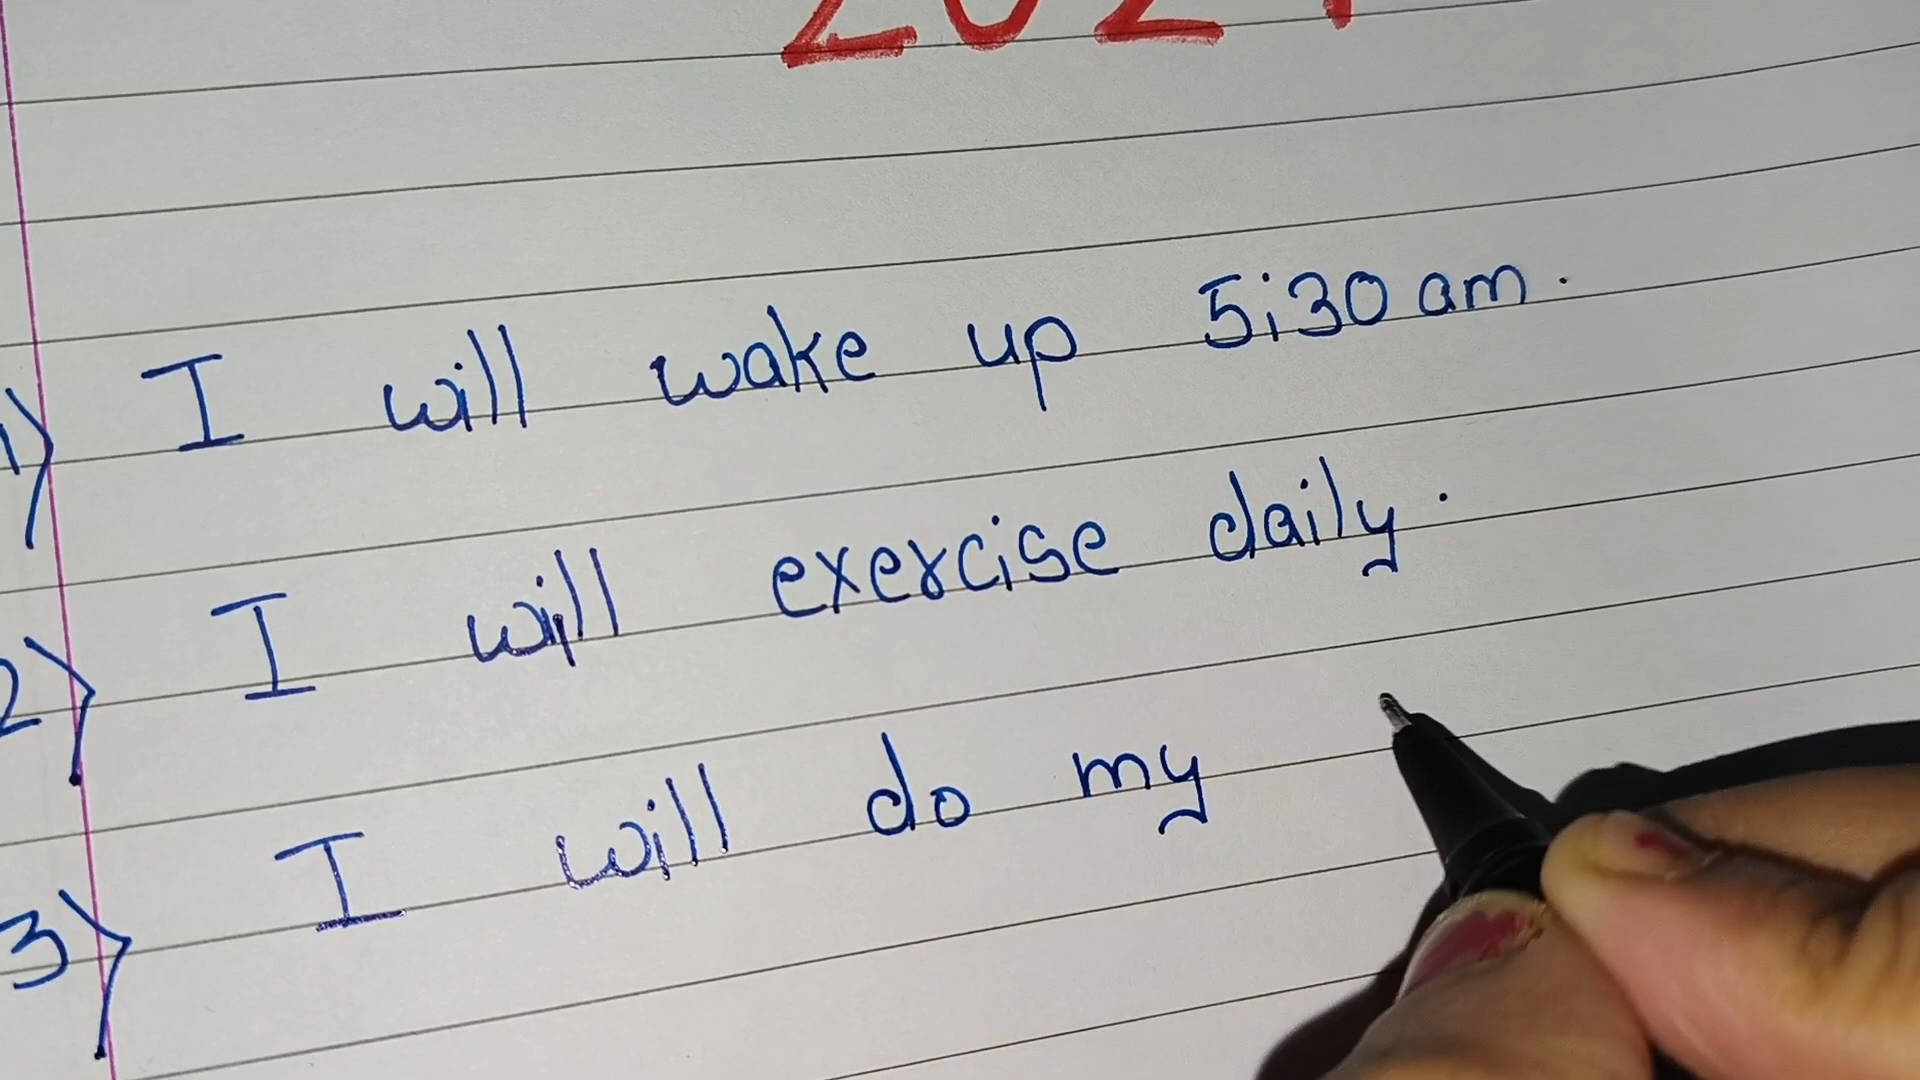 1) I will wake up 5:30 am.
2) I will exercise daily.
3) I will do my